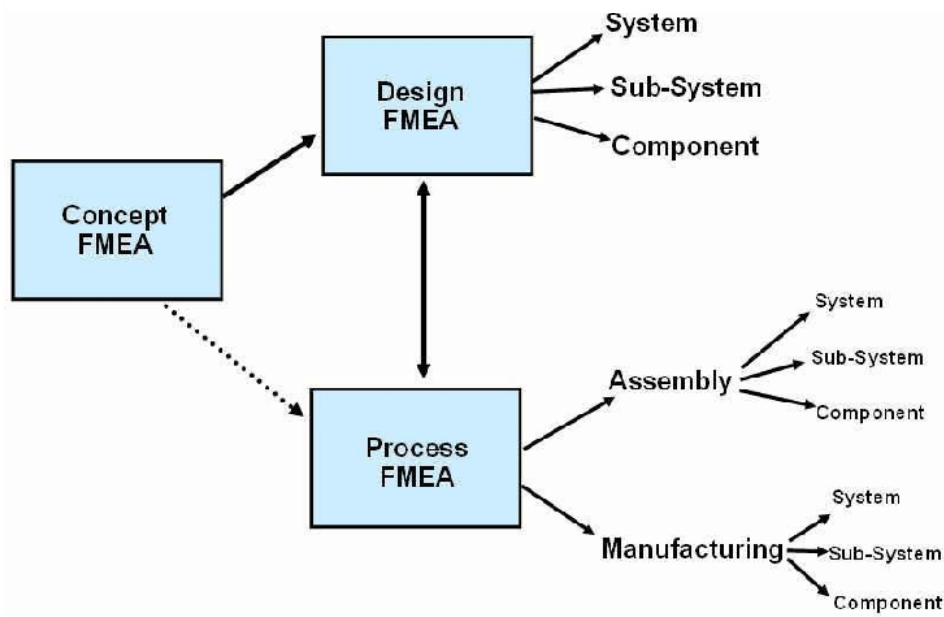 System
Design
FMEA
Sub-System
Component
Concept
FMEA
System
Sub-System
Assembly
Component
Process
FMEA
System
Manufacturing
Sub-System
Component